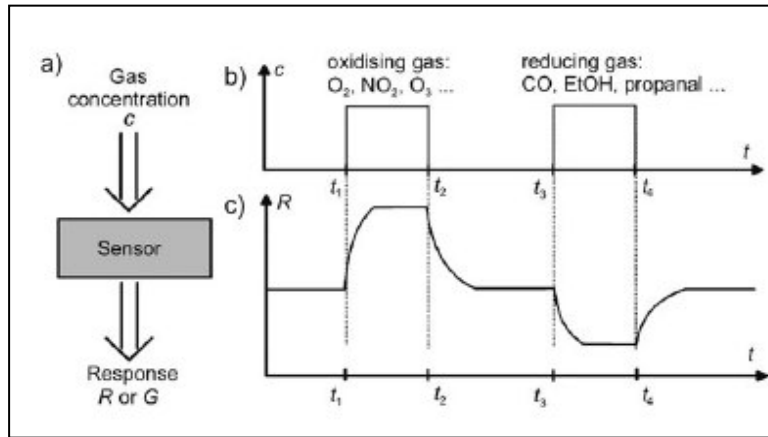 a)
Gas
concentration
c
Sensor
Response
R or G
b)
c
oxidising gas:
O₂, NO₂, O₃ ...
reducing gas:
CO, EtOH, propanal ...
t
t₁
t₂
t₃
t₄
c)
R
t
t₁
t₂
t₃
t₄